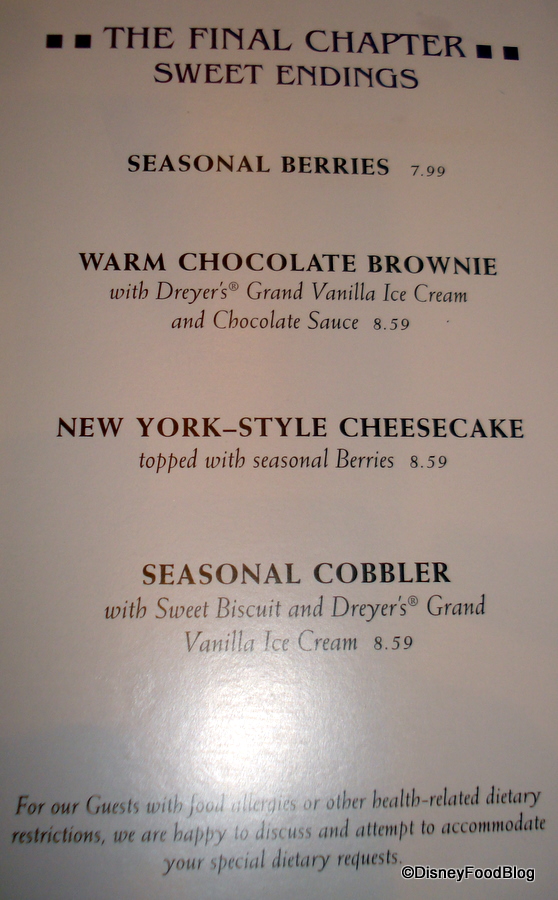 ■ ■ THE FINAL CHAPTER ■ ■
SWEET ENDINGS
SEASONAL BERRIES 7.99
WARM CHOCOLATE BROWNIE
with Dreyer's® Grand Vanilla Ice Cream
and Chocolate Sauce 8.59
NEW YORK–STYLE CHEESECAKE
topped with seasonal Berries 8.59
SEASONAL COBBLER
with Sweet Biscuit and Dreyer's® Grand
Vanilla Ice Cream 8.59
For our Guests with food allergies or other health-related dietary
restrictions, we are happy to discuss and attempt to accommodate
your special dietary requests.
©DisneyFoodBlog